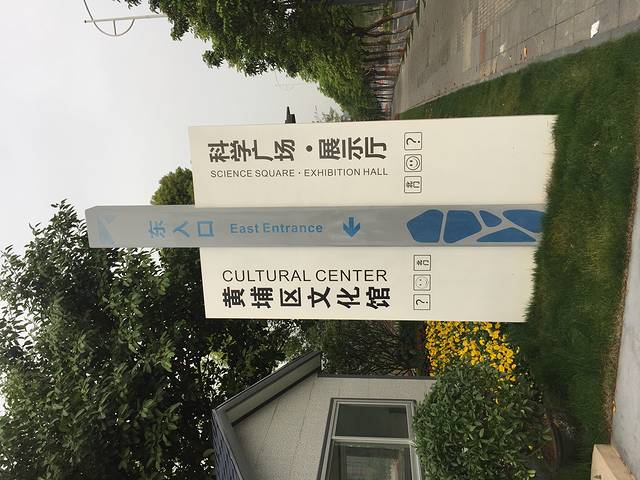 科学广场·展示厅
SCIENCE SQUARE·EXHIBITION HALL
?
东入口
East Entrance
CULTURAL CENTER
黄埔区文化馆
?